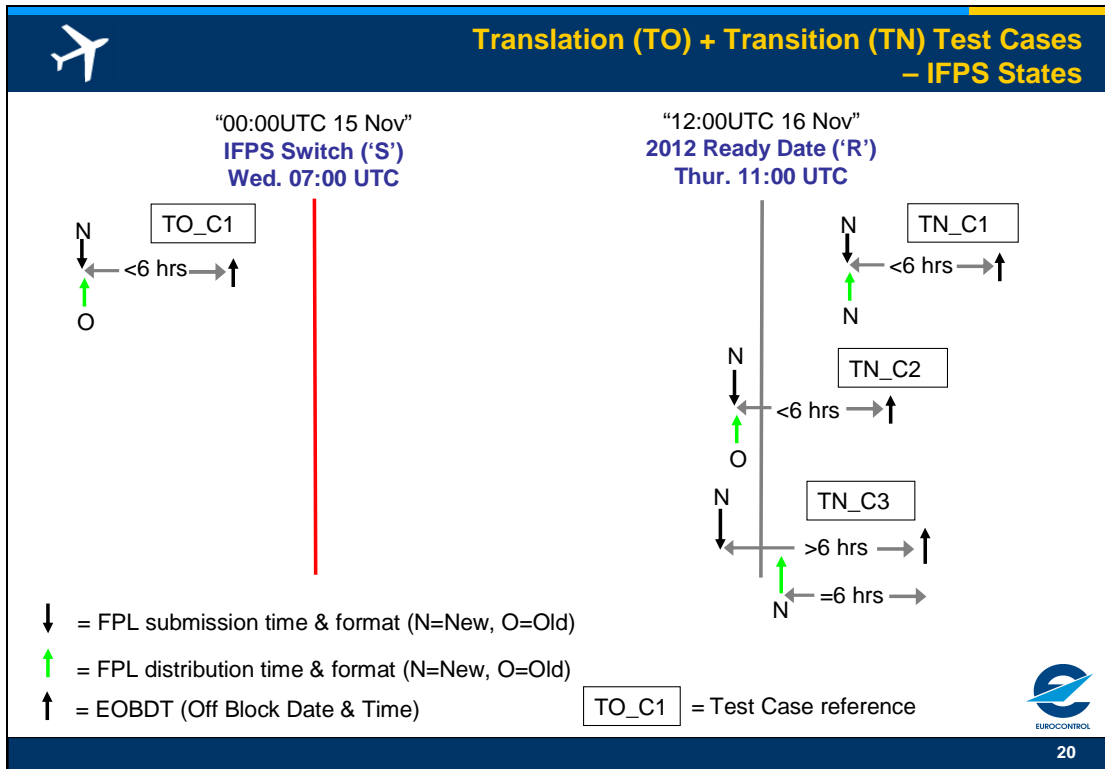 Translation (TO) + Transition (TN) Test Cases
– IFPS States
“00:00UTC 15 Nov”
IFPS Switch (‘S’)
Wed. 07:00 UTC
“12:00UTC 16 Nov”
2012 Ready Date (‘R’)
Thur. 11:00 UTC
N
TO_C1
<6 hrs
O
N
TN_C1
<6 hrs
N
N
TN_C2
<6 hrs
O
N
TN_C3
>6 hrs
=6 hrs
N
= FPL submission time & format (N=New, O=Old)
= FPL distribution time & format (N=New, O=Old)
= EOBDT (Off Block Date & Time)
TO_C1 = Test Case reference
EUROCONTROL
20